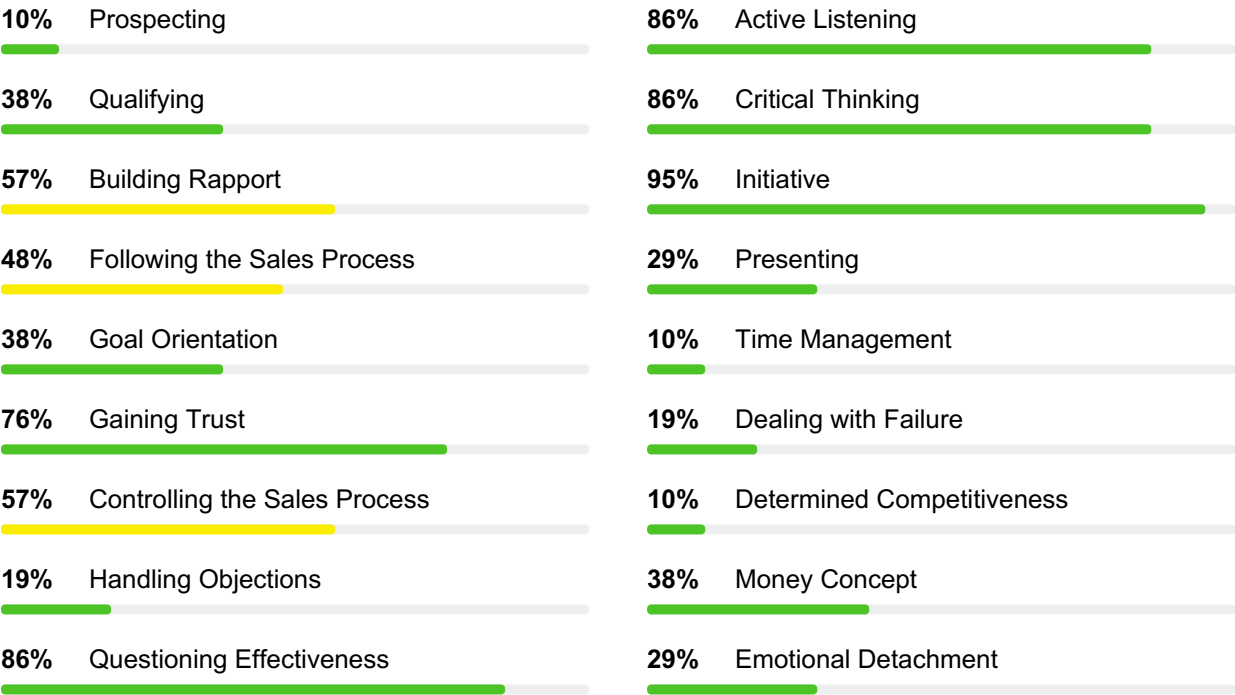 10% Prospecting
38% Qualifying
57% Building Rapport
48% Following the Sales Process
38% Goal Orientation
76% Gaining Trust
57% Controlling the Sales Process
19% Handling Objections
86% Questioning Effectiveness
86% Active Listening
86% Critical Thinking
95% Initiative
29% Presenting
10% Time Management
19% Dealing with Failure
10% Determined Competitiveness
38% Money Concept
29% Emotional Detachment